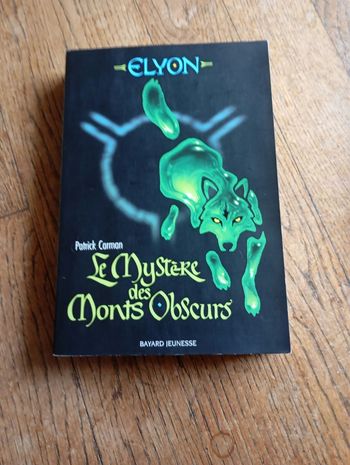 ELYON
Patrick Carman
Le Mystère
des
Monts Obscurs
BAYARD JEUNESSE